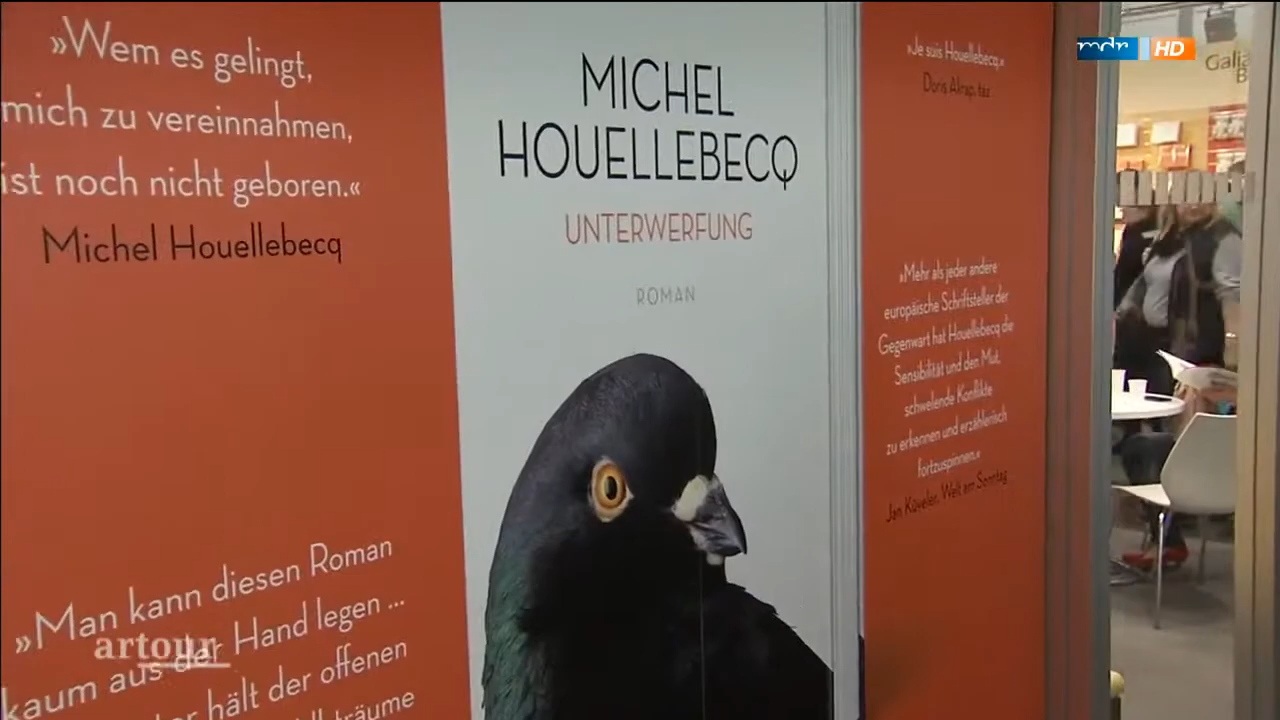 »Wem es gelingt,
mich zu vereinnahmen,
ist noch nicht geboren.«
Michel Houellebecq
»Man kann diesen Roman
kaum aus der Hand legen ...
hält der offenen
träume
artour
MICHEL
HOUELLEBECQ
UNTERWERFUNG
ROMAN
»Je suis Houellebecq.«
Doris Akrap, taz
»Mehr als jeder andere
europäische Schriftsteller der
Gegenwart hat Houellebecq die
Sensibilität und den Mut,
schwelende Konflikte
zu erkennen und erzählerisch
fortzuspinnen.«
Jan Küveler, Welt am Sonntag
mdr HD
Galia
B